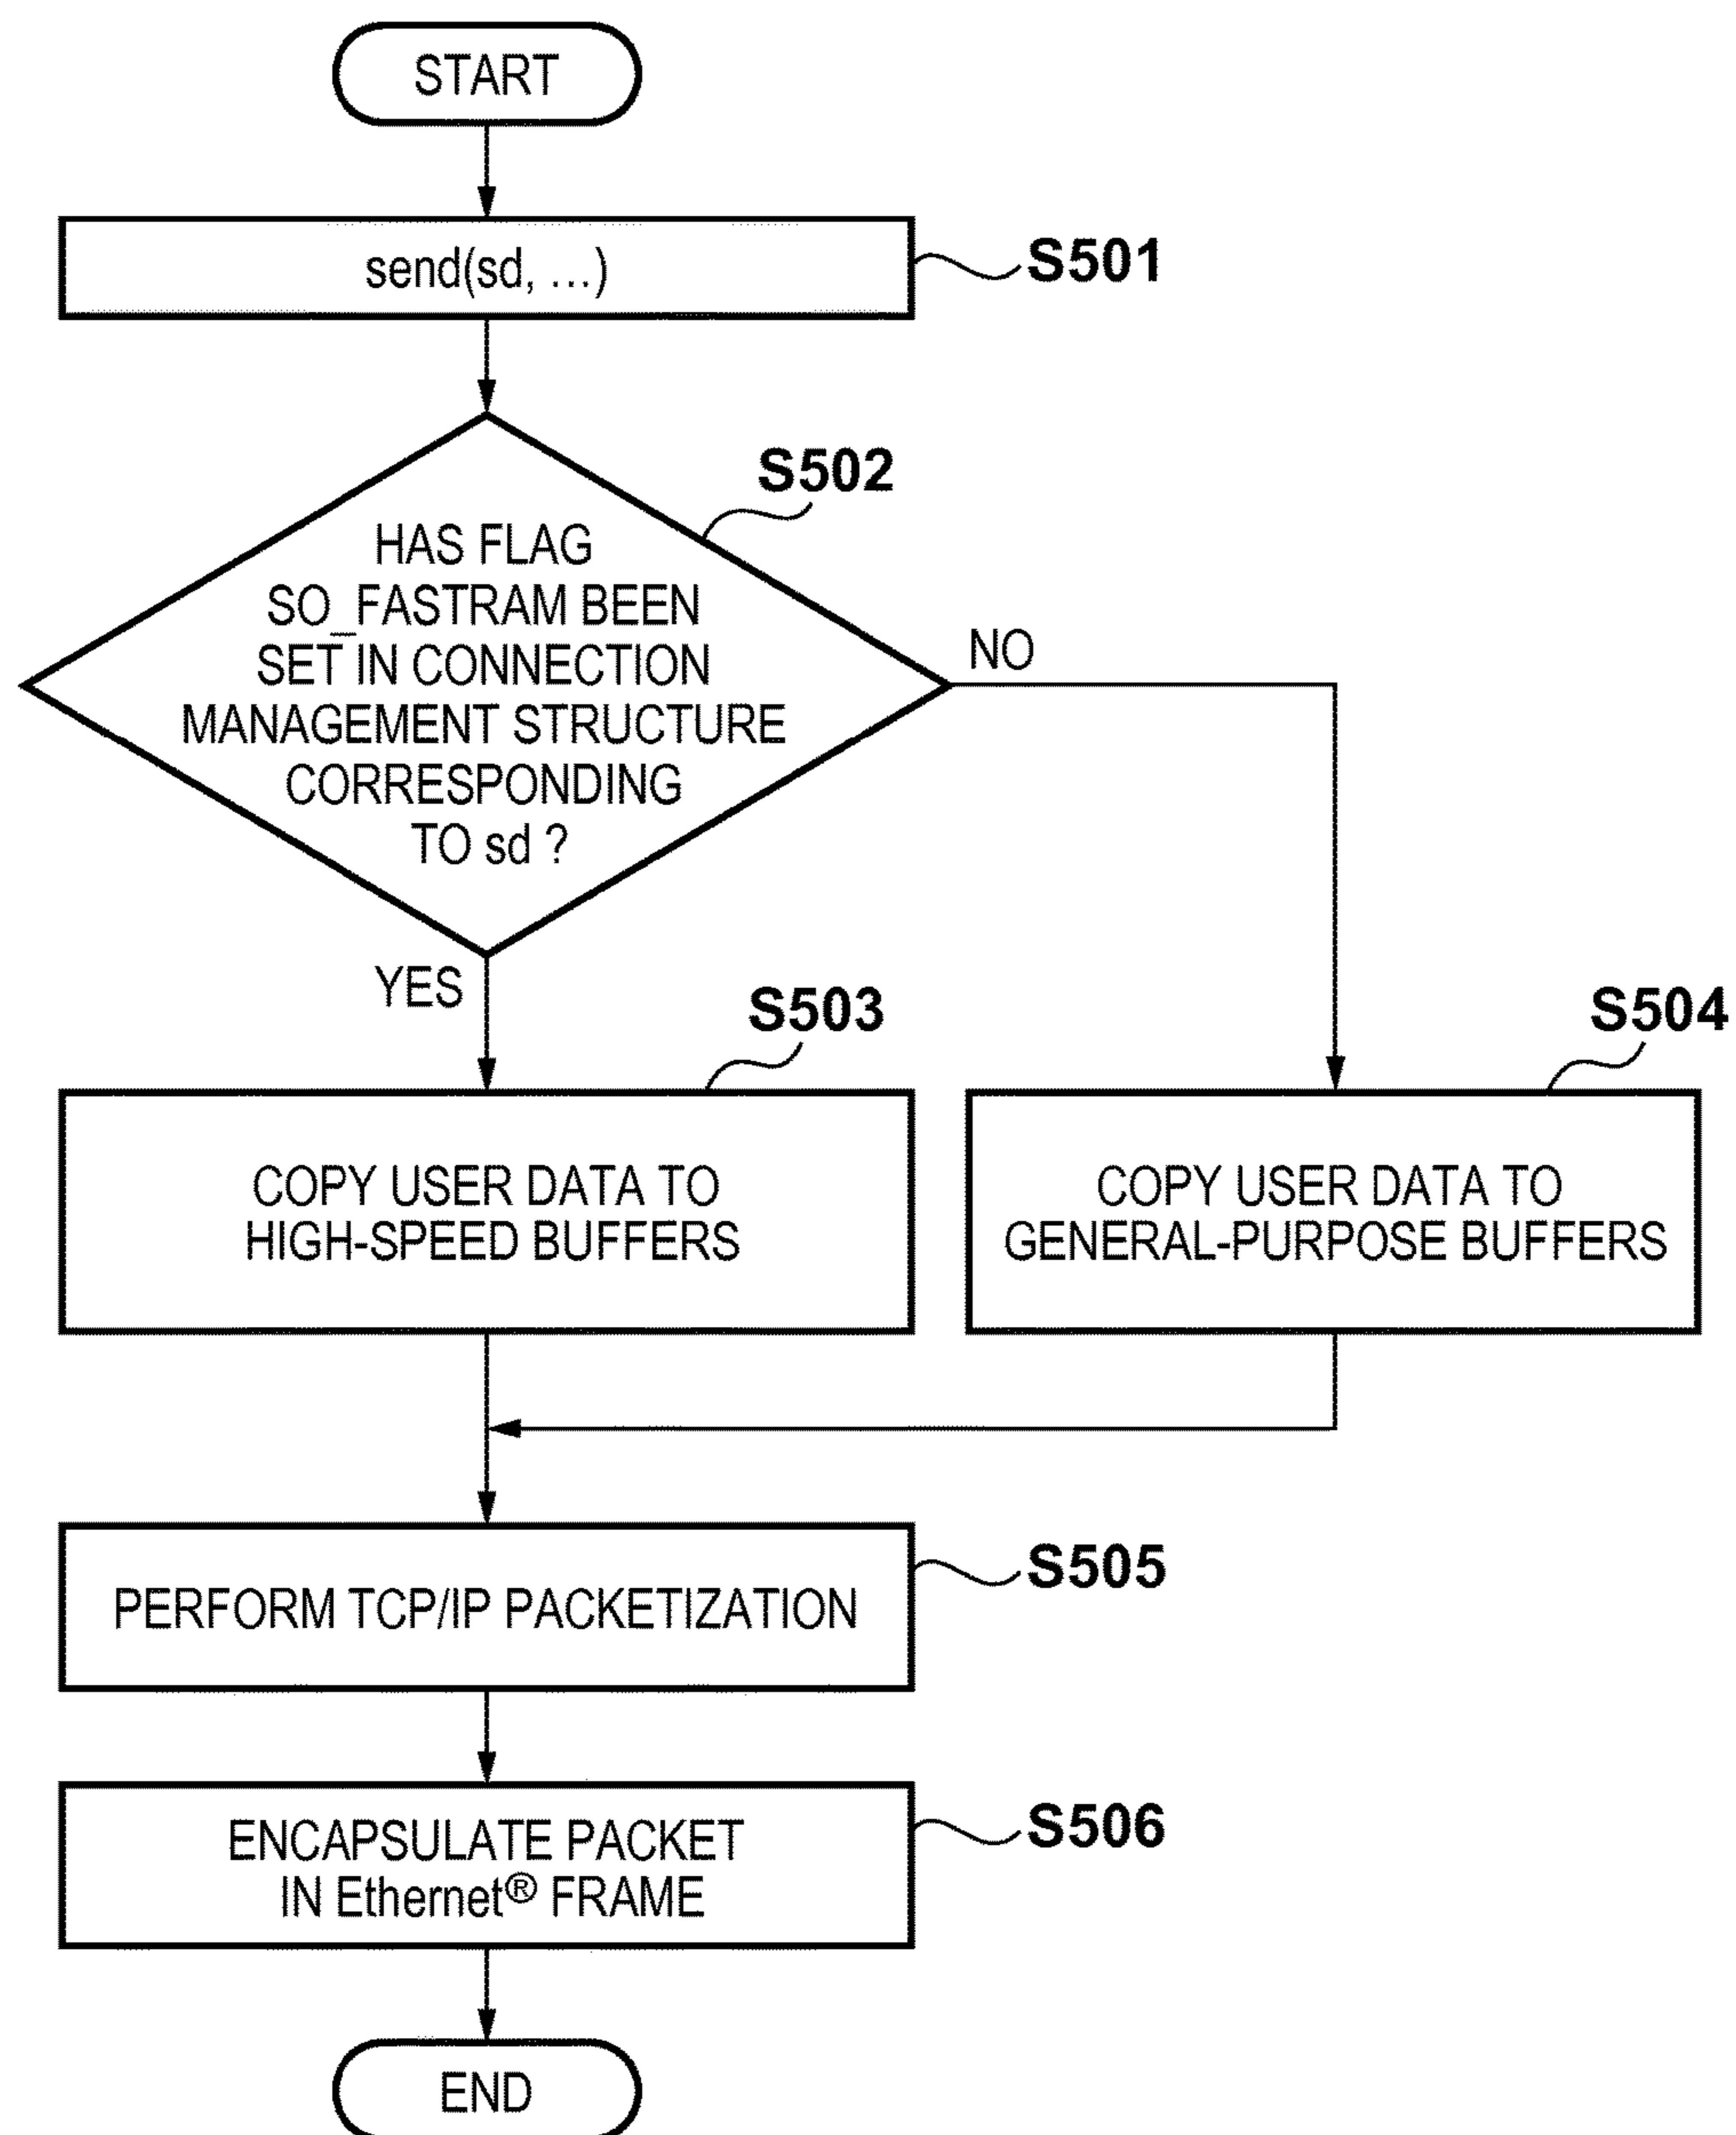 START
send(sd, ...)
S501
S502
HAS FLAG
SO_FASTRAM BEEN
SET IN CONNECTION
MANAGEMENT STRUCTURE
CORRESPONDING
TO sd ?
NO
YES
S503
S504
COPY USER DATA TO
HIGH-SPEED BUFFERS
COPY USER DATA TO
GENERAL-PURPOSE BUFFERS
PERFORM TCP/IP PACKETIZATION
S505
ENCAPSULATE PACKET
IN Ethernet® FRAME
S506
END